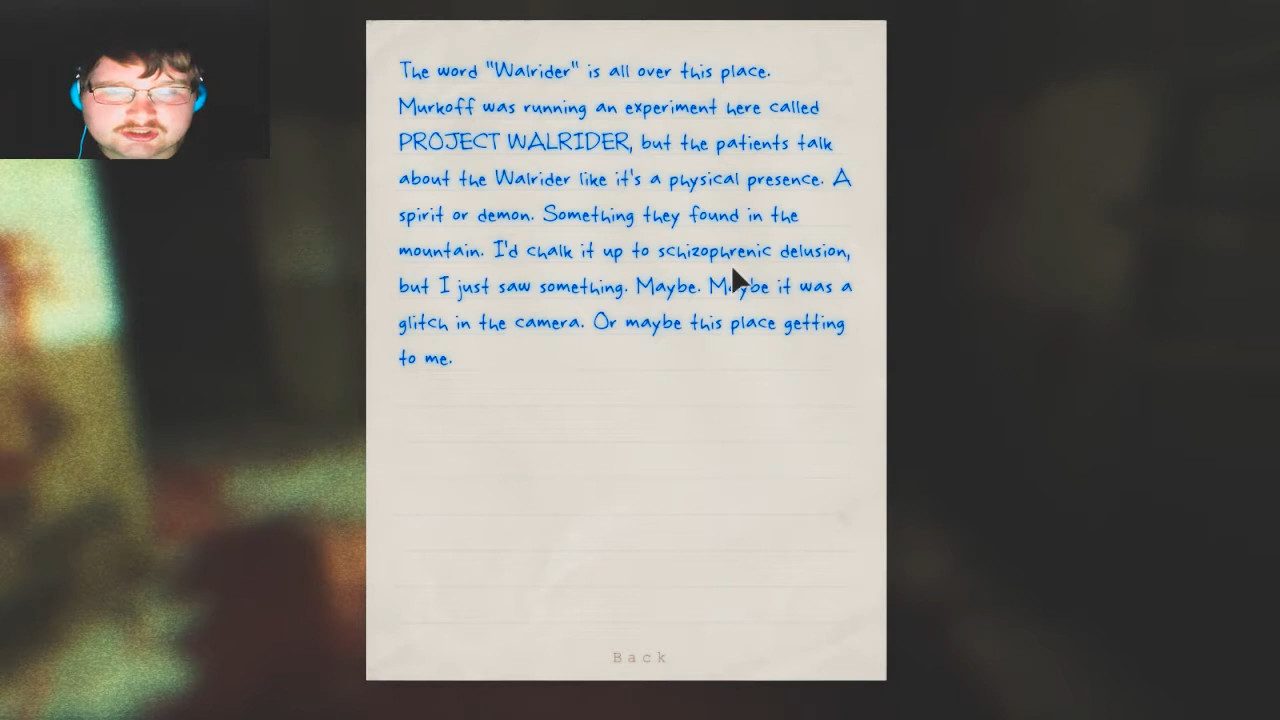 The word "Walrider" is all over this place.
Murkoff was running an experiment here called
PROJECT WALRIDER, but the patients talk
about the Walrider like it's a physical presence. A
spirit or demon. Something they found in the
mountain. I'd chalk it up to schizophrenic delusion,
but I just saw something. Maybe. Maybe it was a
glitch in the camera. Or maybe this place getting
to me.
Back